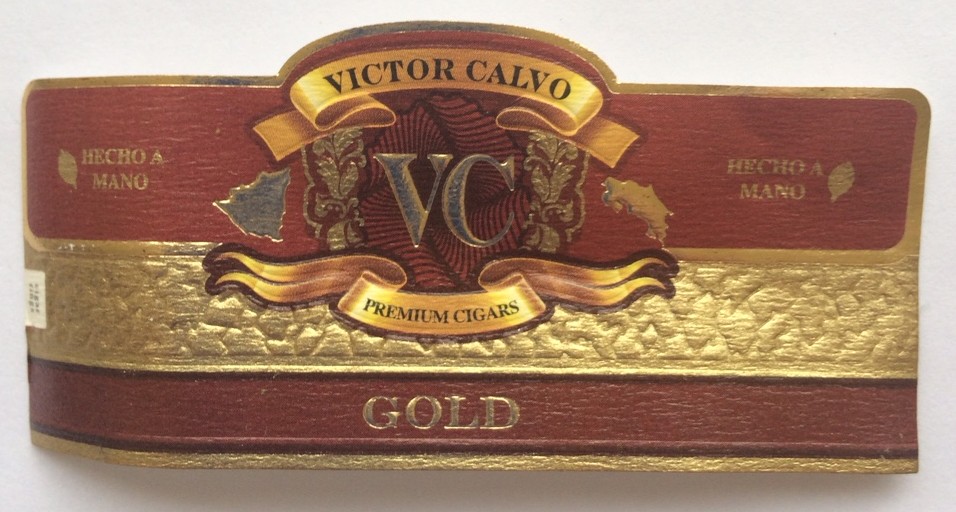 VICTOR CALVO
HECHO A
MANO
VC
HECHO A
MANO
PREMIUM CIGARS
GOLD